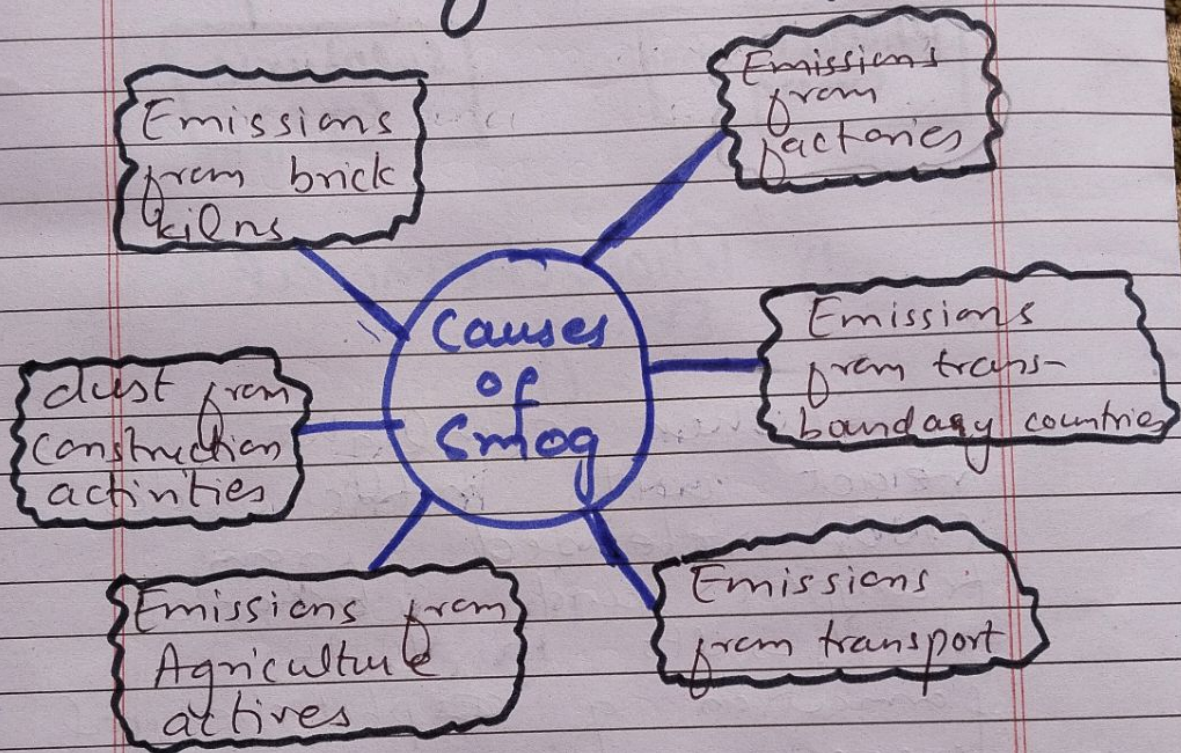 Emissions
from brick
kilns
Emission's
from
factories
Causes
of
Smog
Emissions
from trans-
boundary countries
dust from
construction
activities
Emissions from
Agriculture
actives
Emissions
from transport